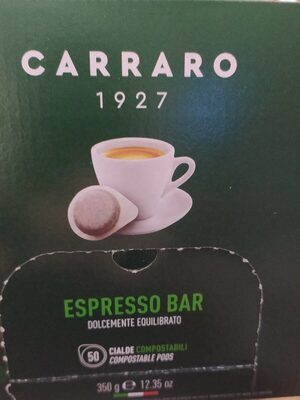 CARRARO
1927
ESPRESSO BAR
DOLCEMENTE EQUILIBRATO
50 CIALDE COMPOSTABILI
COMPOSTABLE PODS
350 g ℮ 12.35 oz